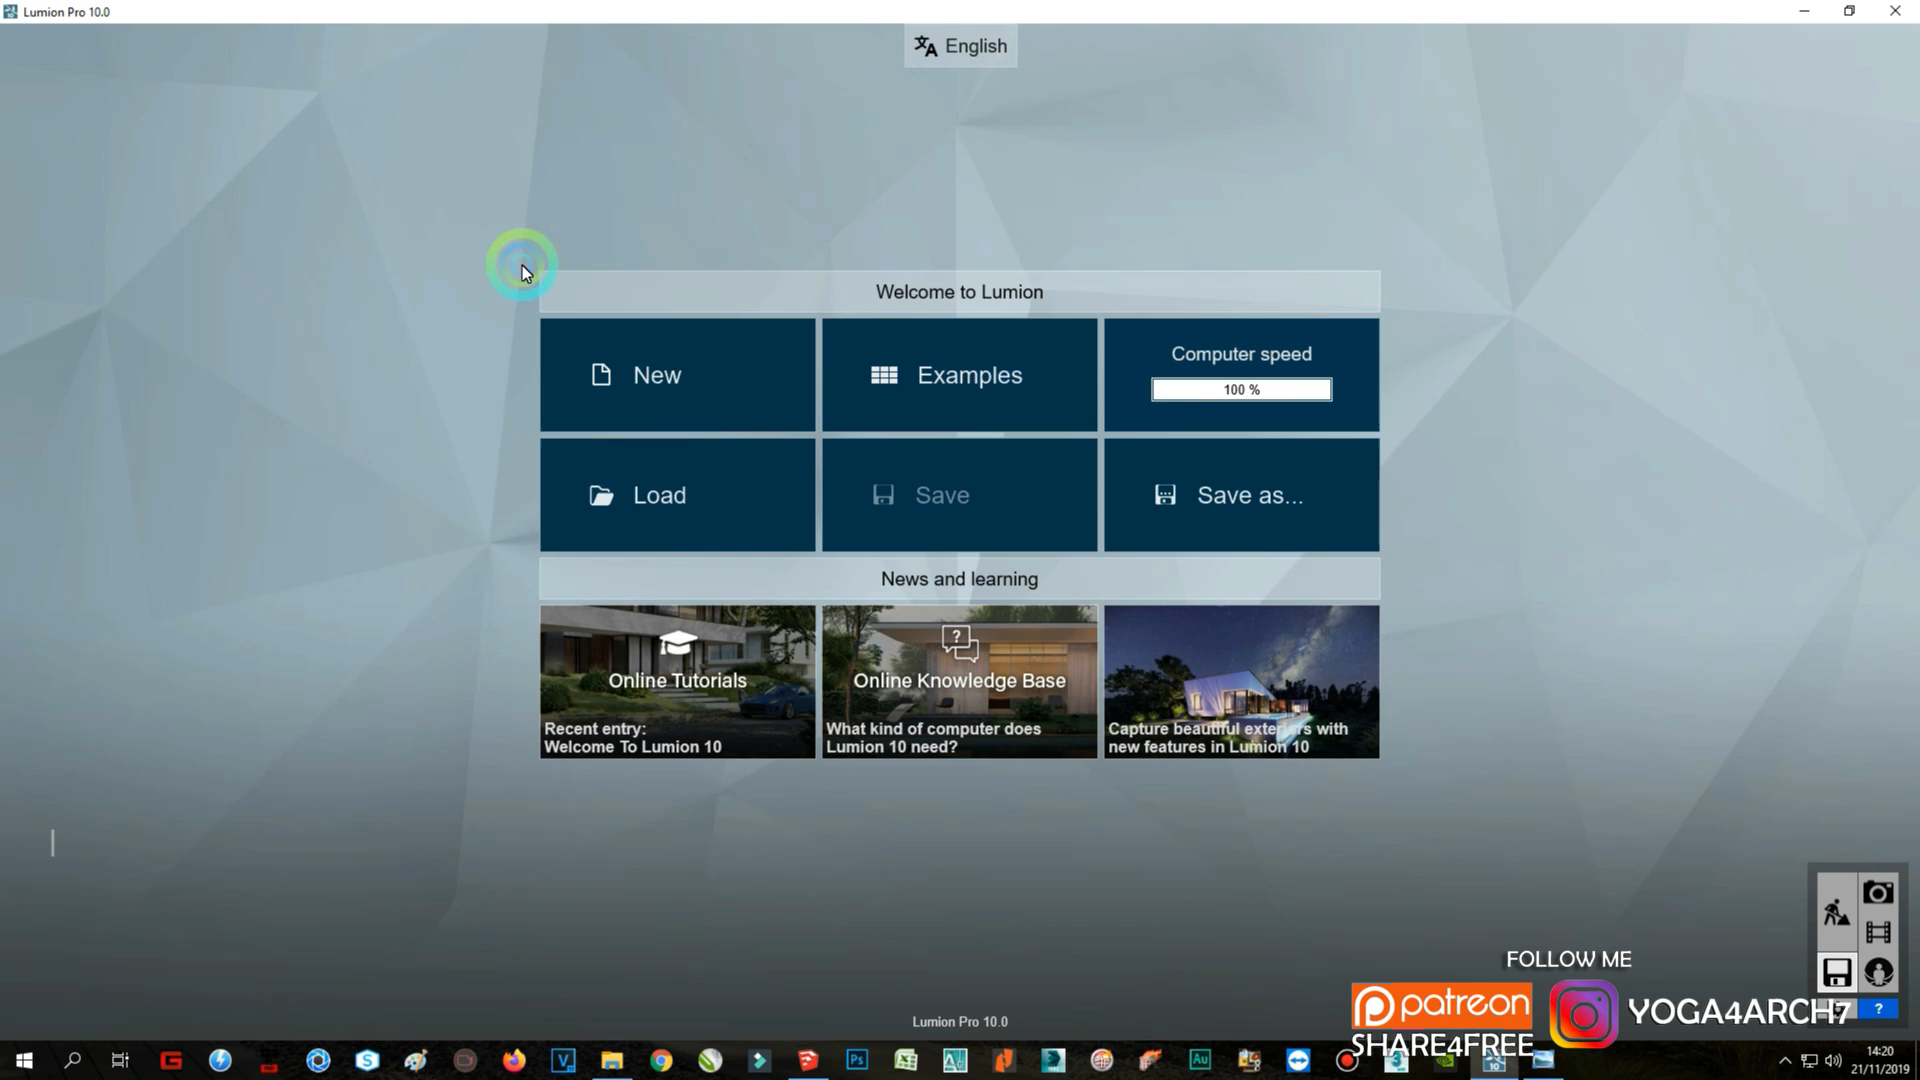 Lumion Pro 10.0
English
Welcome to Lumion
New
Examples
Computer speed
100 %
Load
Save
Save as...
News and learning
Online Tutorials
Recent entry:
Welcome To Lumion 10
Online Knowledge Base
What kind of computer does
Lumion 10 need?
Capture beautiful exteriors with
new features in Lumion 10
FOLLOW ME
patreon
SHARE4FREE
YOGA4ARCH7
?
Lumion Pro 10.0
14:20
21/11/2019